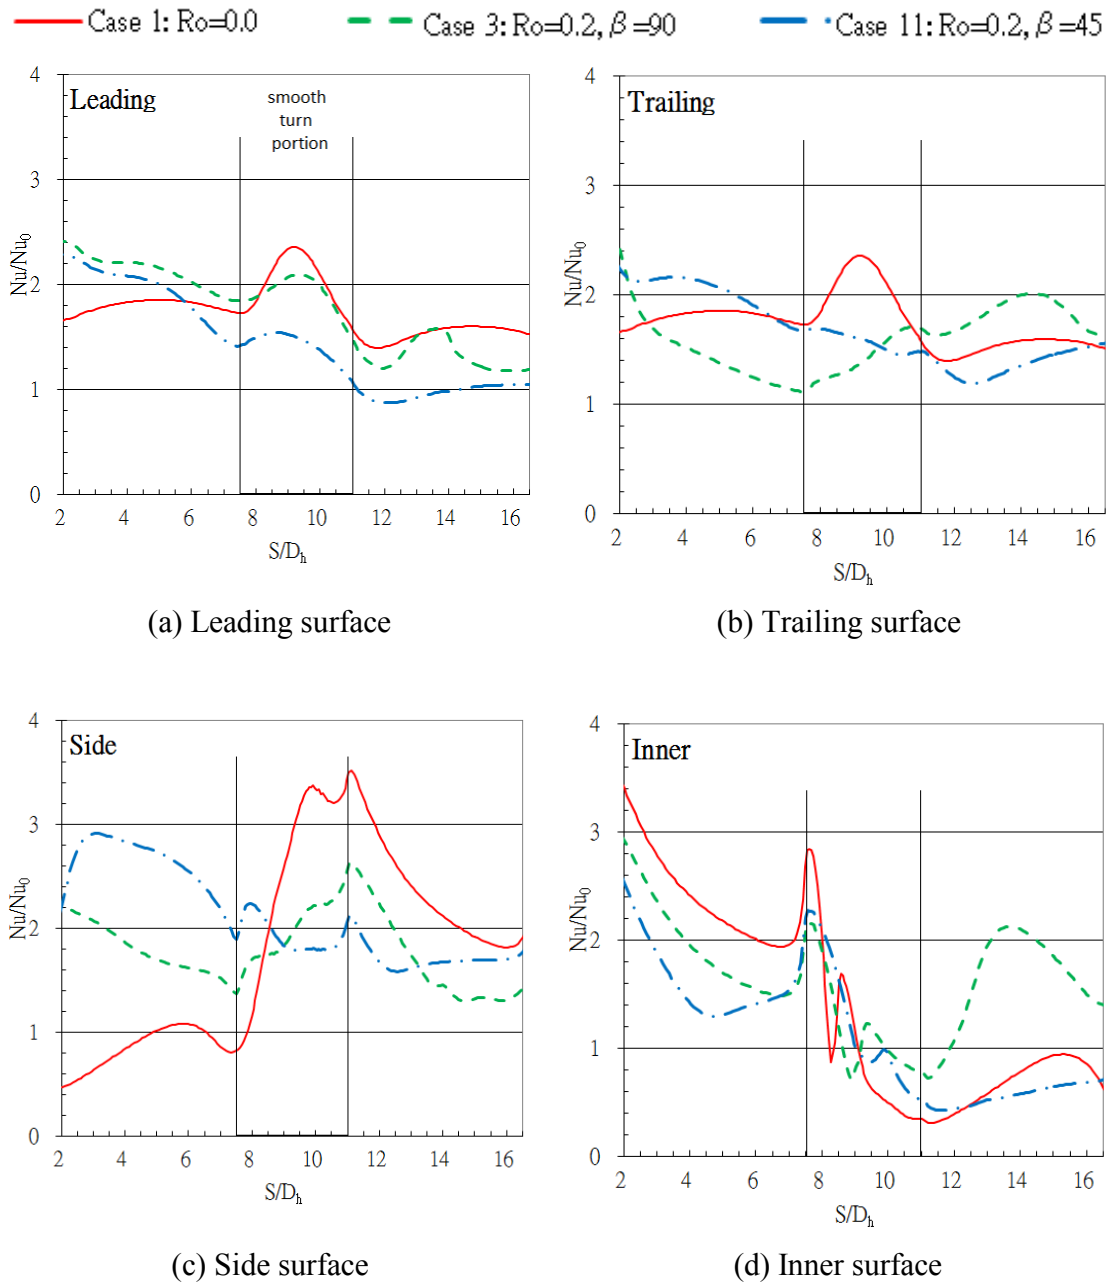 Case 1: Ro=0.0 Case 3: Ro=0.2, β=90 Case 11: Ro=0.2, β=45
Leading
smooth
turn
portion
4
3
2
1
0
Nu/Nu0
2 4 6 8 10 12 14 16
S/Dh
(a) Leading surface
Trailing
4
3
2
1
0
Nu/Nu0
2 4 6 8 10 12 14 16
S/Dh
(b) Trailing surface
Side
4
3
2
1
0
Nu/Nu0
2 4 6 8 10 12 14 16
S/Dh
(c) Side surface
Inner
4
3
2
1
0
Nu/Nu0
2 4 6 8 10 12 14 16
S/Dh
(d) Inner surface